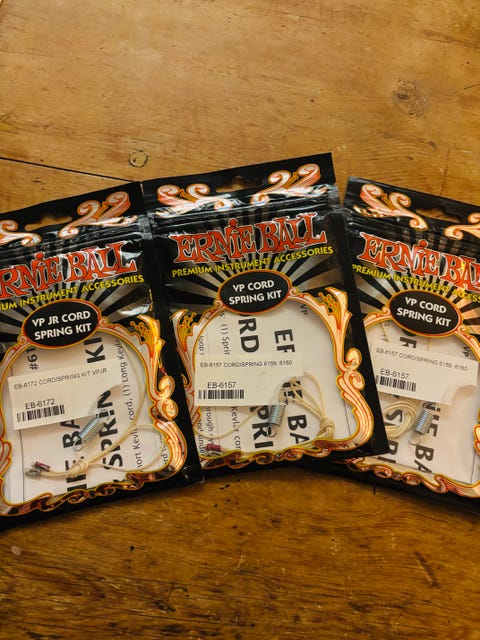 ERNIE BALL
PREMIUM INSTRUMENT ACCESSORIES
VP JR CORD
SPRING KIT
EB-6172 CORD/SPRING KIT VPJR
EB-6172
ERNIE BALL
PREMIUM INSTRUMENT ACCESSORIES
VP CORD
SPRING KIT
EB-6157 CORD/SPRING 6159, 6160
EB-6157
ERNIE BALL
PREMIUM INSTRUMENT ACCESSORIES
VP CORD
SPRING KIT
EB-6157 CORD/SPRING 6159, 6160
EB-6157